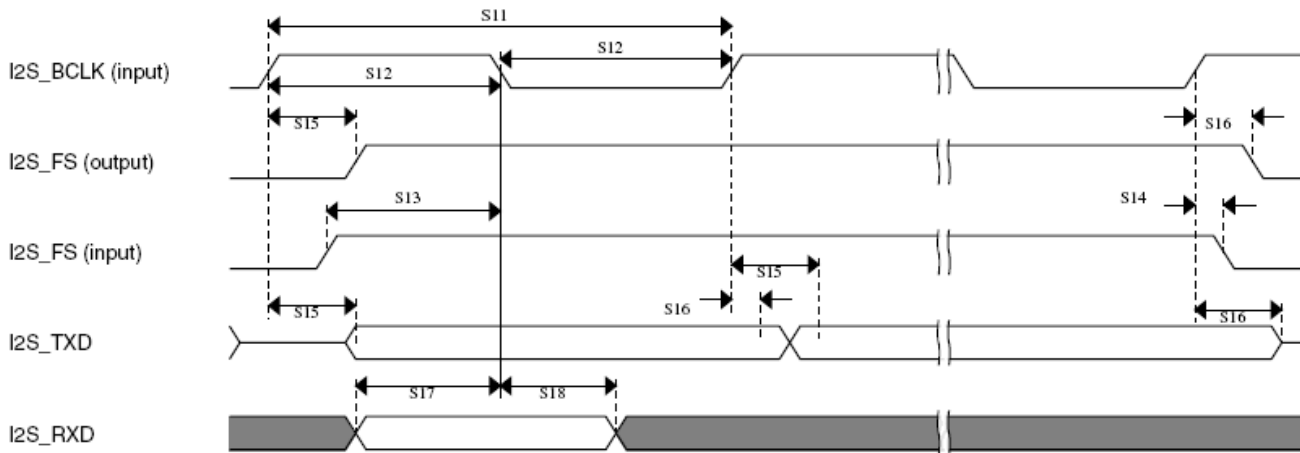 S11
I2S_BCLK (input)
S12
S12
S15
S16
I2S_FS (output)
S13
S14
I2S_FS (input)
S15
S15
S16
S16
I2S_TXD
S17
S18
I2S_RXD